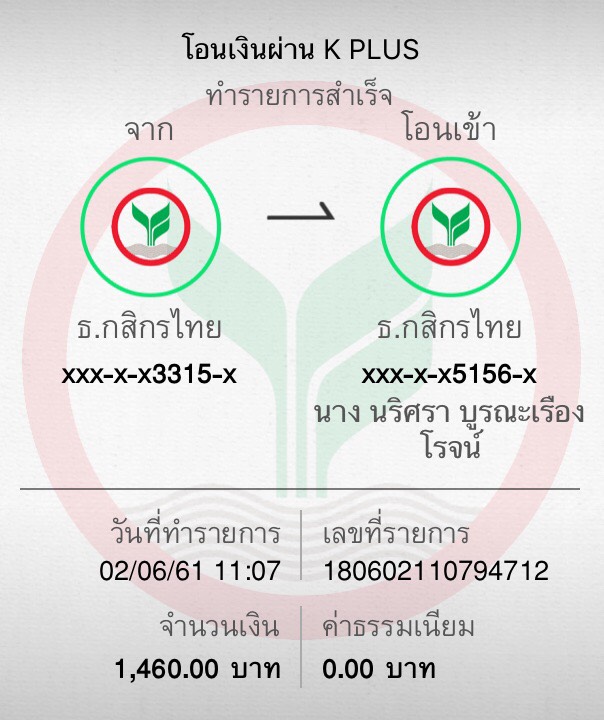 โอนเงินผ่าน K PLUS
ทำรายการสำเร็จ
จาก
โอนเข้า
ธ.กสิกรไทย
ธ.กสิกรไทย
xxx-x-x3315-x
xxx-x-x5156-x
นาง นริศรา บูรณะเรือง
โรจน์
วันที่ทำรายการ
เลขที่รายการ
02/06/61 11:07
180602110794712
จำนวนเงิน
ค่าธรรมเนียม
1,460.00 บาท
0.00 บาท